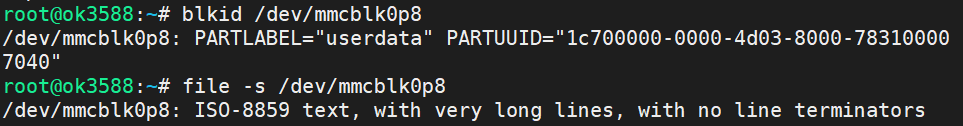 root@ok3588:~# blkid /dev/mmcblk0p8
/dev/mmcblk0p8: PARTLABEL="userdata" PARTUUID="1c700000-0000-4d03-8000-78310000
7040"
root@ok3588:~# file -s /dev/mmcblk0p8
/dev/mmcblk0p8: ISO-8859 text, with very long lines, with no line terminators